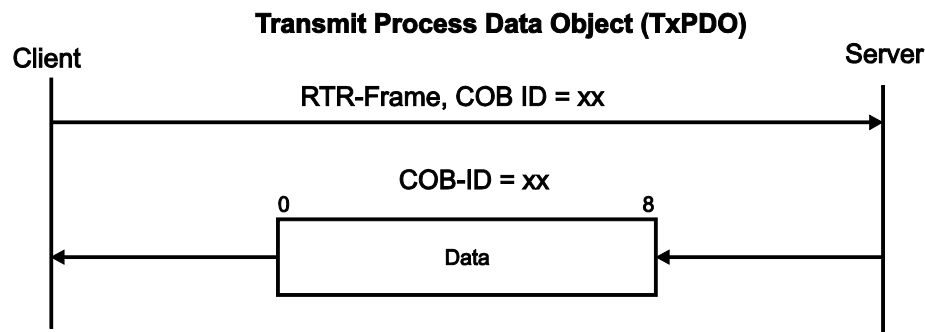 Transmit Process Data Object (TxPDO)
Client
Server
RTR-Frame, COB ID = xx
COB-ID = xx
0 8
Data